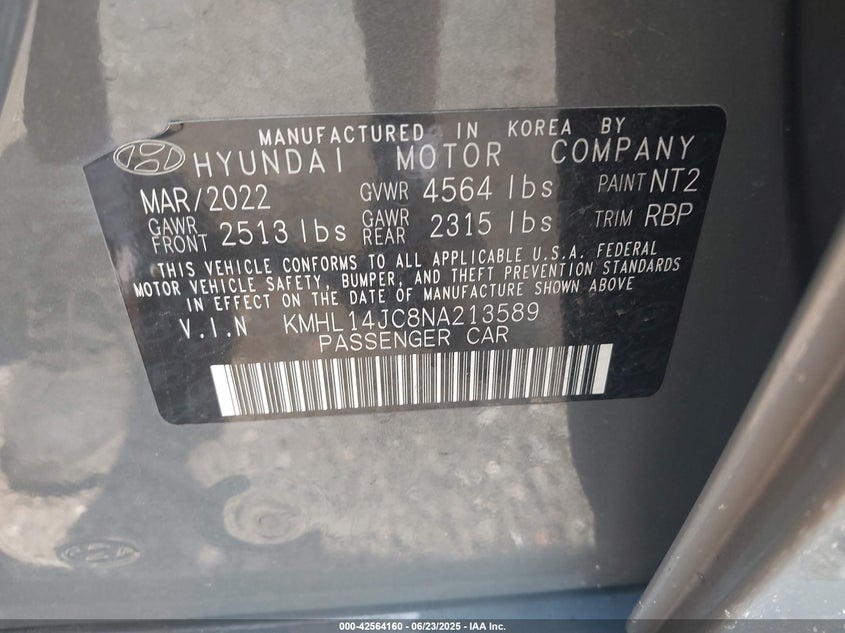 MANUFACTURED IN KOREA BY
HYUNDAI MOTOR COMPANY
MAR/2022 GVWR 4564 lbs PAINT NT2
GAWR FRONT 2513 lbs GAWR REAR 2315 lbs TRIM RBP
THIS VEHICLE CONFORMS TO ALL APPLICABLE U.S.A. FEDERAL
MOTOR VEHICLE SAFETY, BUMPER, AND THEFT PREVENTION STANDARDS
IN EFFECT ON THE DATE OF MANUFACTURE SHOWN ABOVE
V.I.N KMHL14JC8NA213589
PASSENGER CAR
000-42564160 - 06/23/2025 - IAA Inc.